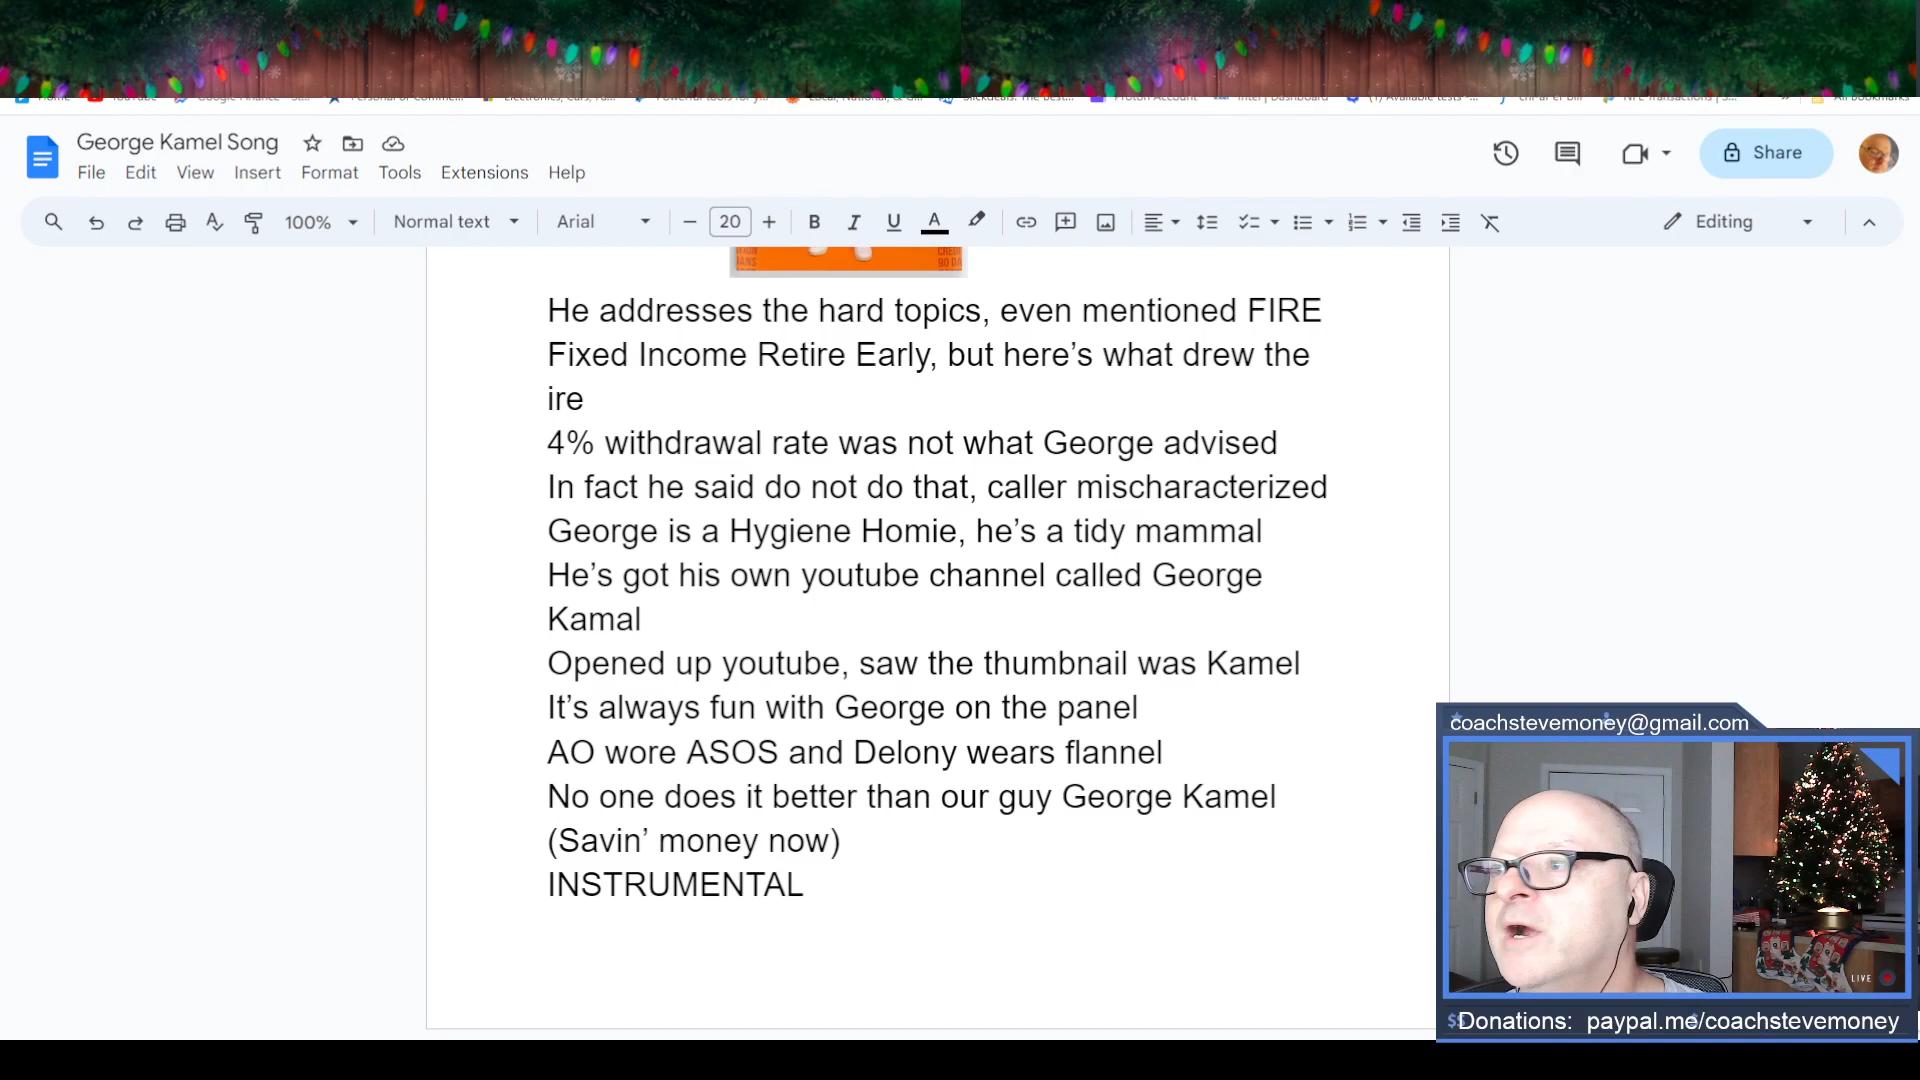 George Kamel Song
File Edit View Insert Format Tools Extensions Help
Share
100% Normal text Arial 20 B I U A Editing
He addresses the hard topics, even mentioned FIRE
Fixed Income Retire Early, but here’s what drew the
ire
4% withdrawal rate was not what George advised
In fact he said do not do that, caller mischaracterized
George is a Hygiene Homie, he’s a tidy mammal
He’s got his own youtube channel called George
Kamal
Opened up youtube, saw the thumbnail was Kamel
It’s always fun with George on the panel
AO wore ASOS and Delony wears flannel
No one does it better than our guy George Kamel
(Savin’ money now)
INSTRUMENTAL
coachstevemoney@gmail.com
LIVE
Donations: paypal.me/coachstevemoney